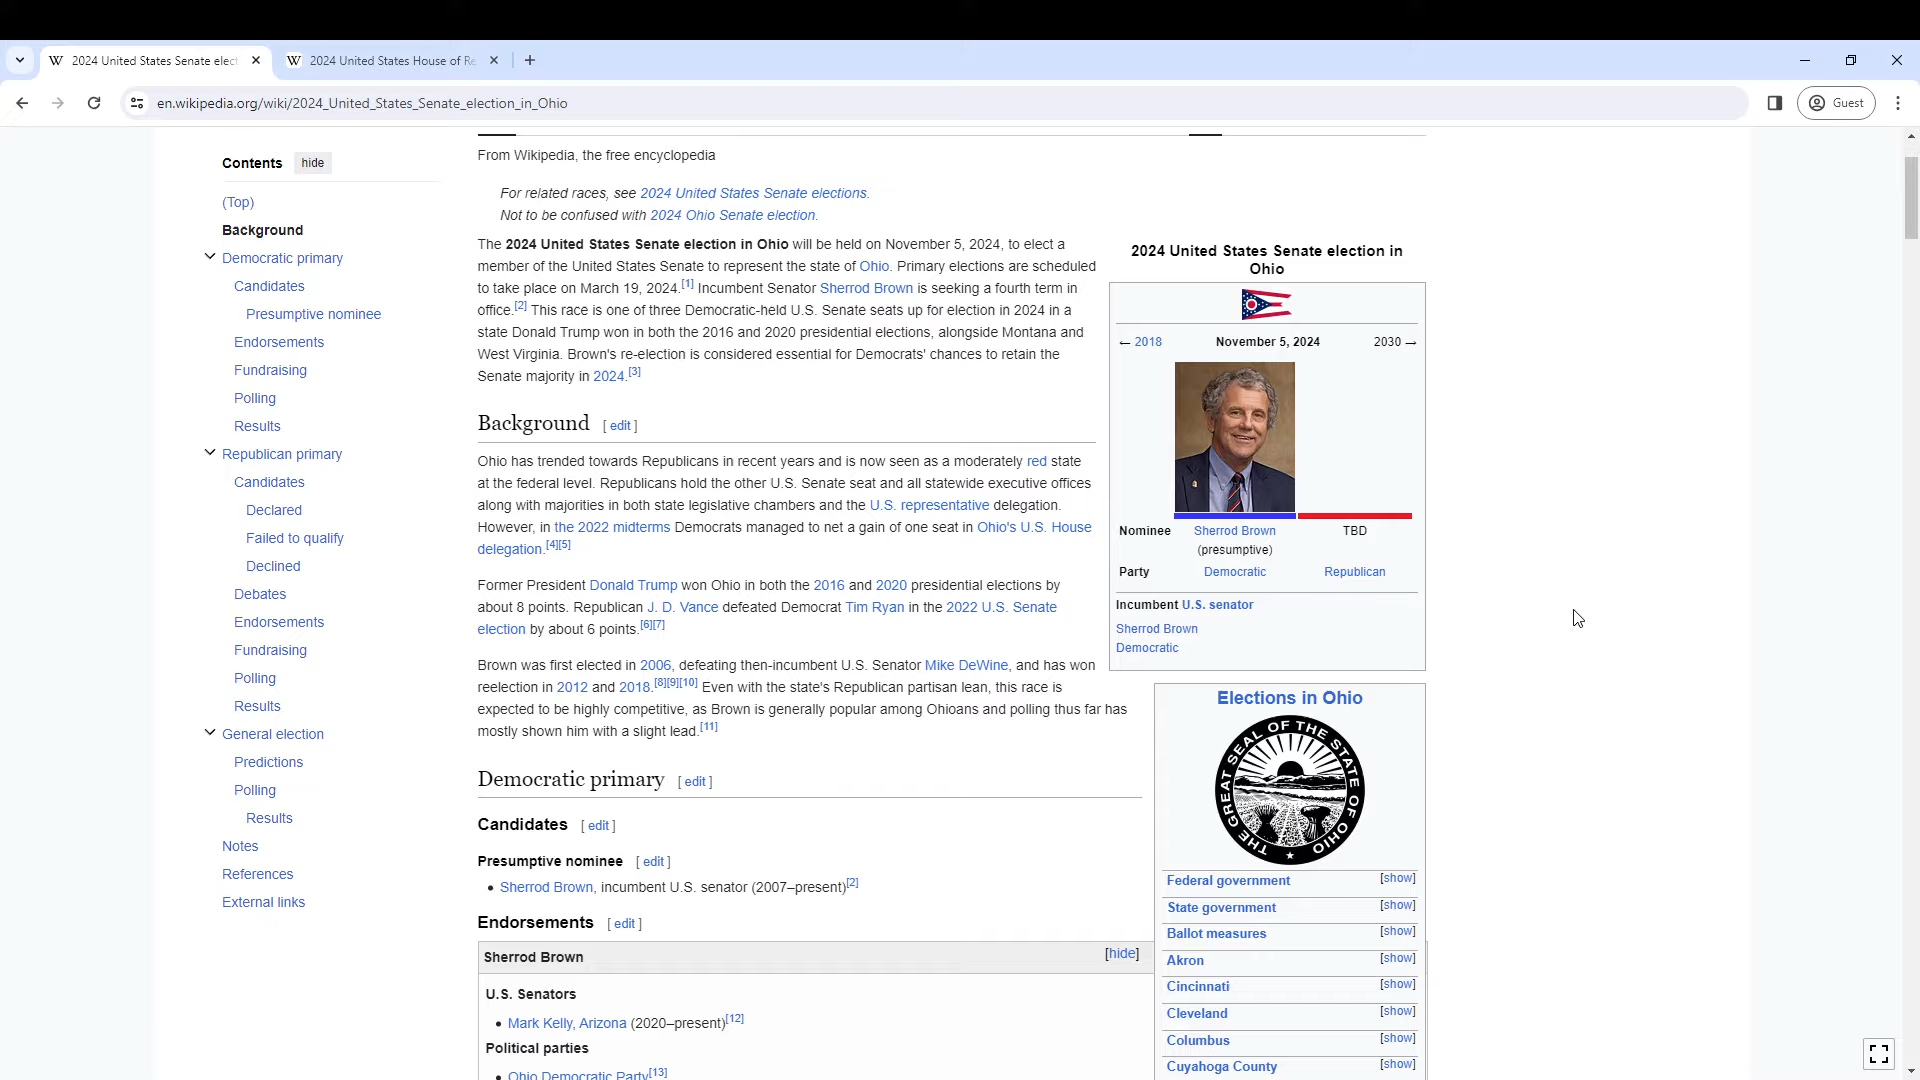 2024 United States Senate elect
2024 United States House of Re
en.wikipedia.org/wiki/2024_United_States_Senate_election_in_Ohio
Guest
Contents hide
(Top)
Background
Democratic primary
Candidates
Presumptive nominee
Endorsements
Fundraising
Polling
Results
Republican primary
Candidates
Declared
Failed to qualify
Declined
Debates
Endorsements
Fundraising
Polling
Results
General election
Predictions
Polling
Results
Notes
References
External links
From Wikipedia, the free encyclopedia
For related races, see 2024 United States Senate elections.
Not to be confused with 2024 Ohio Senate election.
The 2024 United States Senate election in Ohio will be held on November 5, 2024, to elect a
member of the United States Senate to represent the state of Ohio. Primary elections are scheduled
to take place on March 19, 2024.[1] Incumbent Senator Sherrod Brown is seeking a fourth term in
office.[2] This race is one of three Democratic-held U.S. Senate seats up for election in 2024 in a
state Donald Trump won in both the 2016 and 2020 presidential elections, alongside Montana and
West Virginia. Brown's re-election is considered essential for Democrats' chances to retain the
Senate majority in 2024.[3]
Background [ edit ]
Ohio has trended towards Republicans in recent years and is now seen as a moderately red state
at the federal level. Republicans hold the other U.S. Senate seat and all statewide executive offices
along with majorities in both state legislative chambers and the U.S. representative delegation.
However, in the 2022 midterms Democrats managed to net a gain of one seat in Ohio's U.S. House
delegation.[4][5]
Former President Donald Trump won Ohio in both the 2016 and 2020 presidential elections by
about 8 points. Republican J. D. Vance defeated Democrat Tim Ryan in the 2022 U.S. Senate
election by about 6 points.[6][7]
Brown was first elected in 2006, defeating then-incumbent U.S. Senator Mike DeWine, and has won
reelection in 2012 and 2018.[8][9][10] Even with the state's Republican partisan lean, this race is
expected to be highly competitive, as Brown is generally popular among Ohioans and polling thus far has
mostly shown him with a slight lead.[11]
Democratic primary [ edit ]
Candidates [ edit ]
Presumptive nominee [ edit ]
• Sherrod Brown, incumbent U.S. senator (2007–present)[2]
Endorsements [ edit ]
Sherrod Brown [hide]
U.S. Senators
• Mark Kelly, Arizona (2020–present)[12]
Political parties
• Ohio Democratic Party[13]
2024 United States Senate election in
Ohio
← 2018 November 5, 2024 2030 →
Nominee Sherrod Brown TBD
(presumptive)
Party Democratic Republican
Incumbent U.S. senator
Sherrod Brown
Democratic
Elections in Ohio
THE GREAT SEAL OF THE STATE OF OHIO
Federal government [show]
State government [show]
Ballot measures [show]
Akron [show]
Cincinnati [show]
Cleveland [show]
Columbus [show]
Cuyahoga County [show]